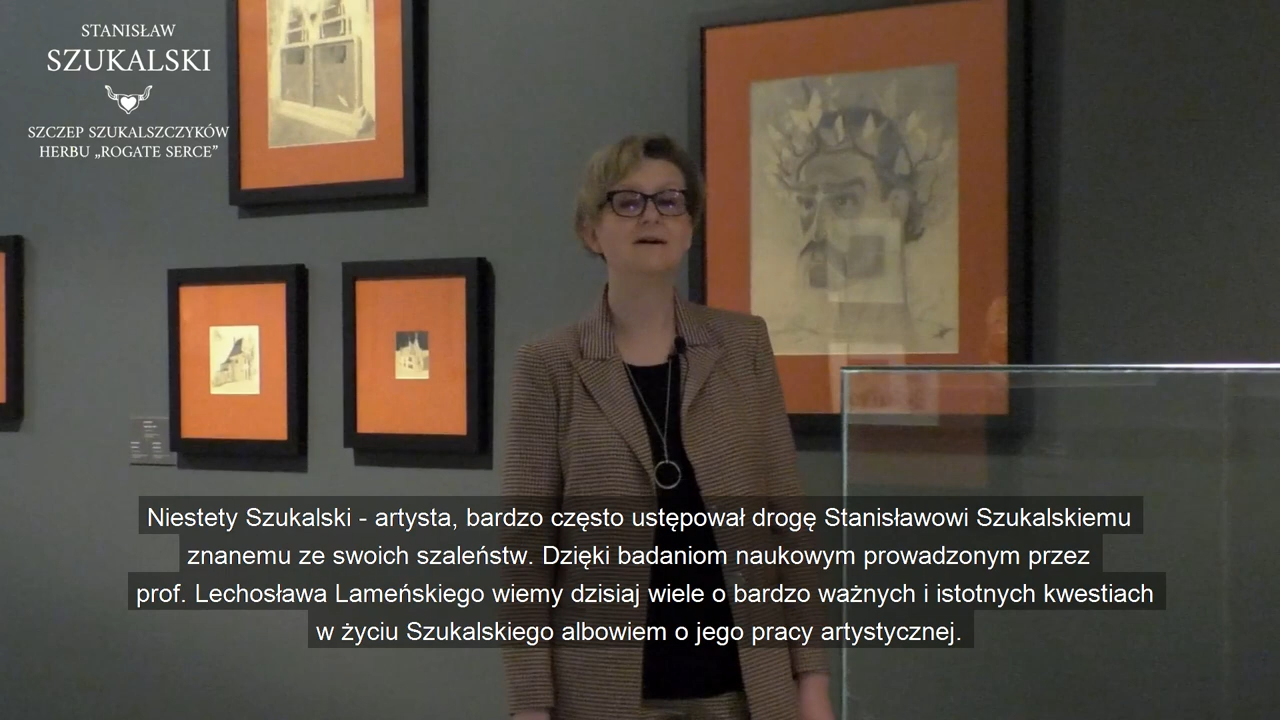 STANISŁAW
SZUKALSKI
SZCZEP SZUKALSZCZYKÓW
HERBU „ROGATE SERCE”
Niestety Szukalski - artysta, bardzo często ustępował drogę Stanisławowi Szukalskiemu
znanemu ze swoich szaleństw. Dzięki badaniom naukowym prowadzonym przez
prof. Lechosława Lameńskiego wiemy dzisiaj wiele o bardzo ważnych i istotnych kwestiach
w życiu Szukalskiego albowiem o jego pracy artystycznej.